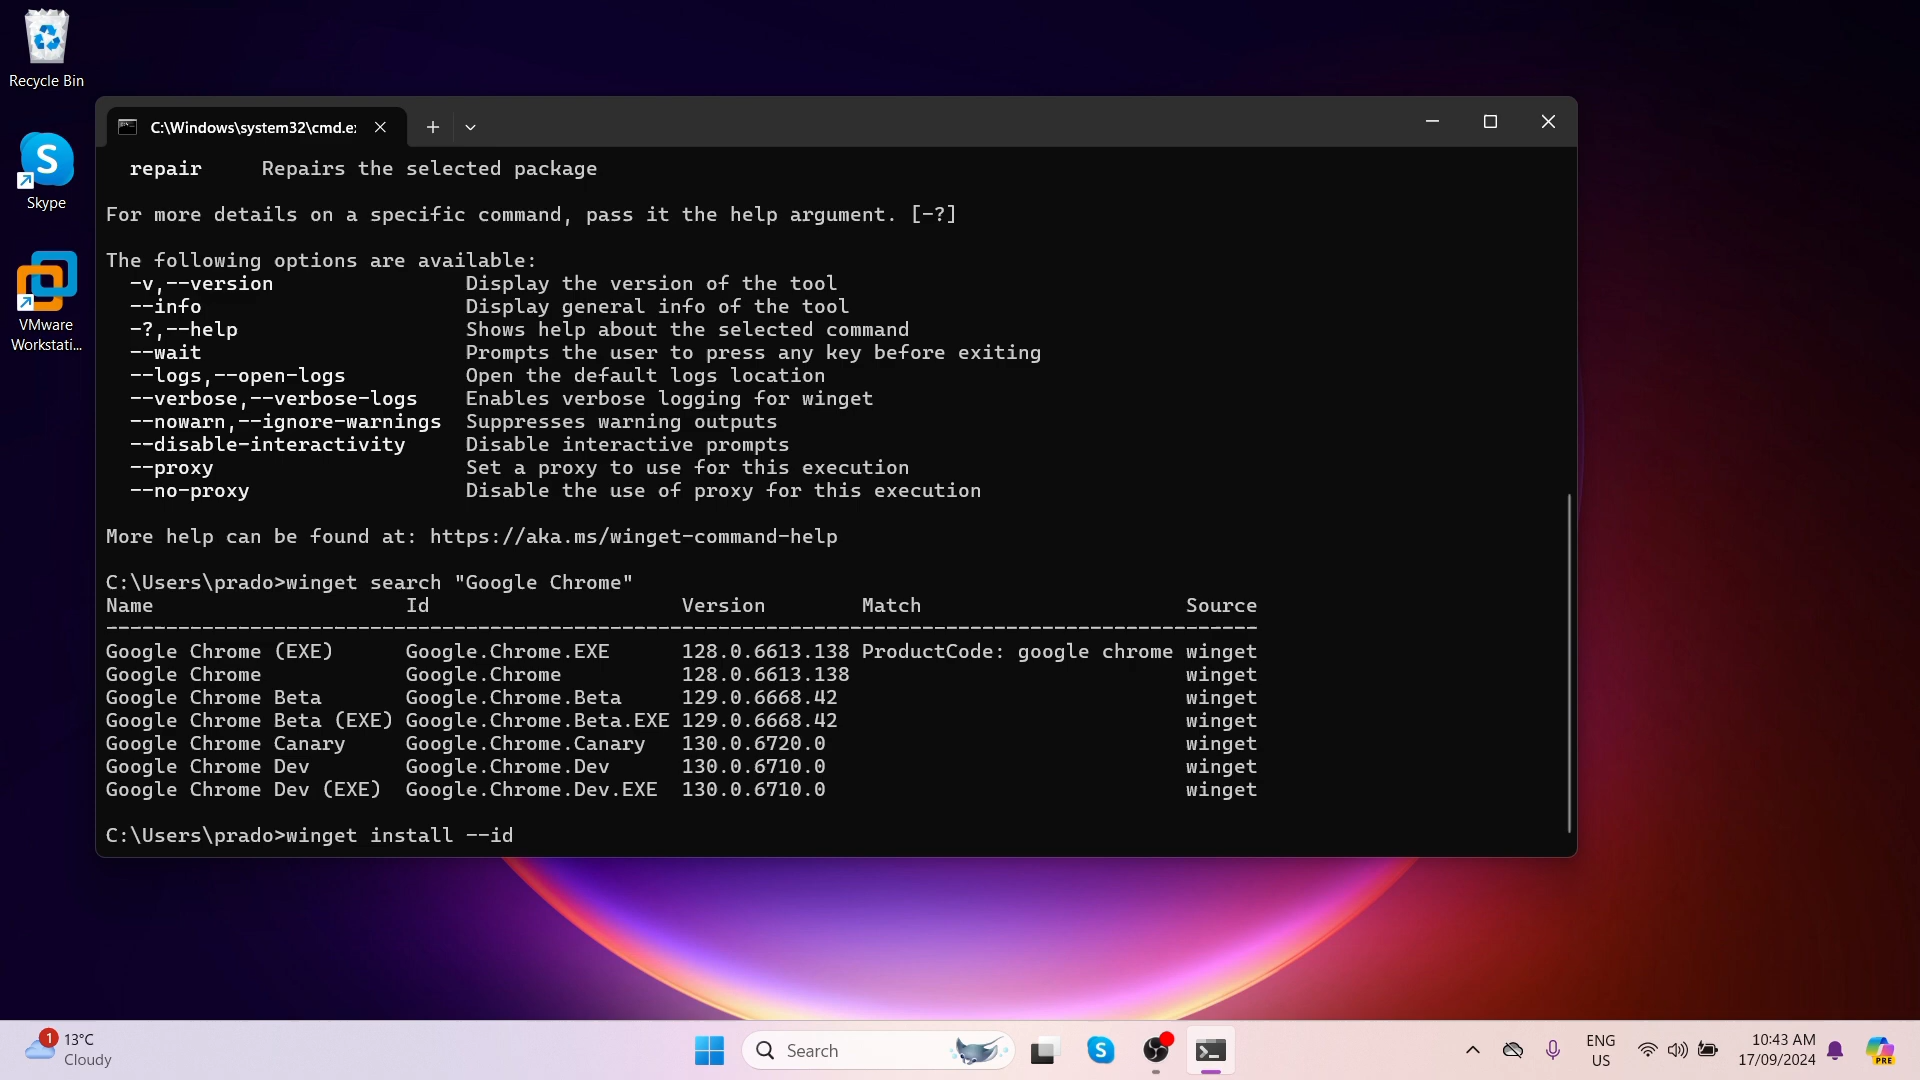 Recycle Bin
Skype
VMware
Workstati...
C:\Windows\system32\cmd.e:
repair     Repairs the selected package
For more details on a specific command, pass it the help argument. [-?]
The following options are available:
-v,--version                Display the version of the tool
--info                      Display general info of the tool
-?,--help                   Shows help about the selected command
--wait                      Prompts the user to press any key before exiting
--logs,--open-logs          Open the default logs location
--verbose,--verbose-logs    Enables verbose logging for winget
--nowarn,--ignore-warnings  Suppresses warning outputs
--disable-interactivity     Disable interactive prompts
--proxy                     Set a proxy to use for this execution
--no-proxy                  Disable the use of proxy for this execution
More help can be found at: https://aka.ms/winget-command-help
C:\Users\prado>winget search "Google Chrome"
Name                     Id                     Version        Match                      Source
------------------------------------------------------------------------------------------------
Google Chrome (EXE)      Google.Chrome.EXE      128.0.6613.138 ProductCode: google chrome winget
Google Chrome            Google.Chrome          128.0.6613.138                            winget
Google Chrome Beta       Google.Chrome.Beta     129.0.6668.42                             winget
Google Chrome Beta (EXE) Google.Chrome.Beta.EXE 129.0.6668.42                             winget
Google Chrome Canary     Google.Chrome.Canary   130.0.6720.0                              winget
Google Chrome Dev        Google.Chrome.Dev      130.0.6710.0                              winget
Google Chrome Dev (EXE)  Google.Chrome.Dev.EXE  130.0.6710.0                              winget
C:\Users\prado>winget install --id
1
13°C
Cloudy
Search
ENG
US
10:43 AM
17/09/2024
PRE